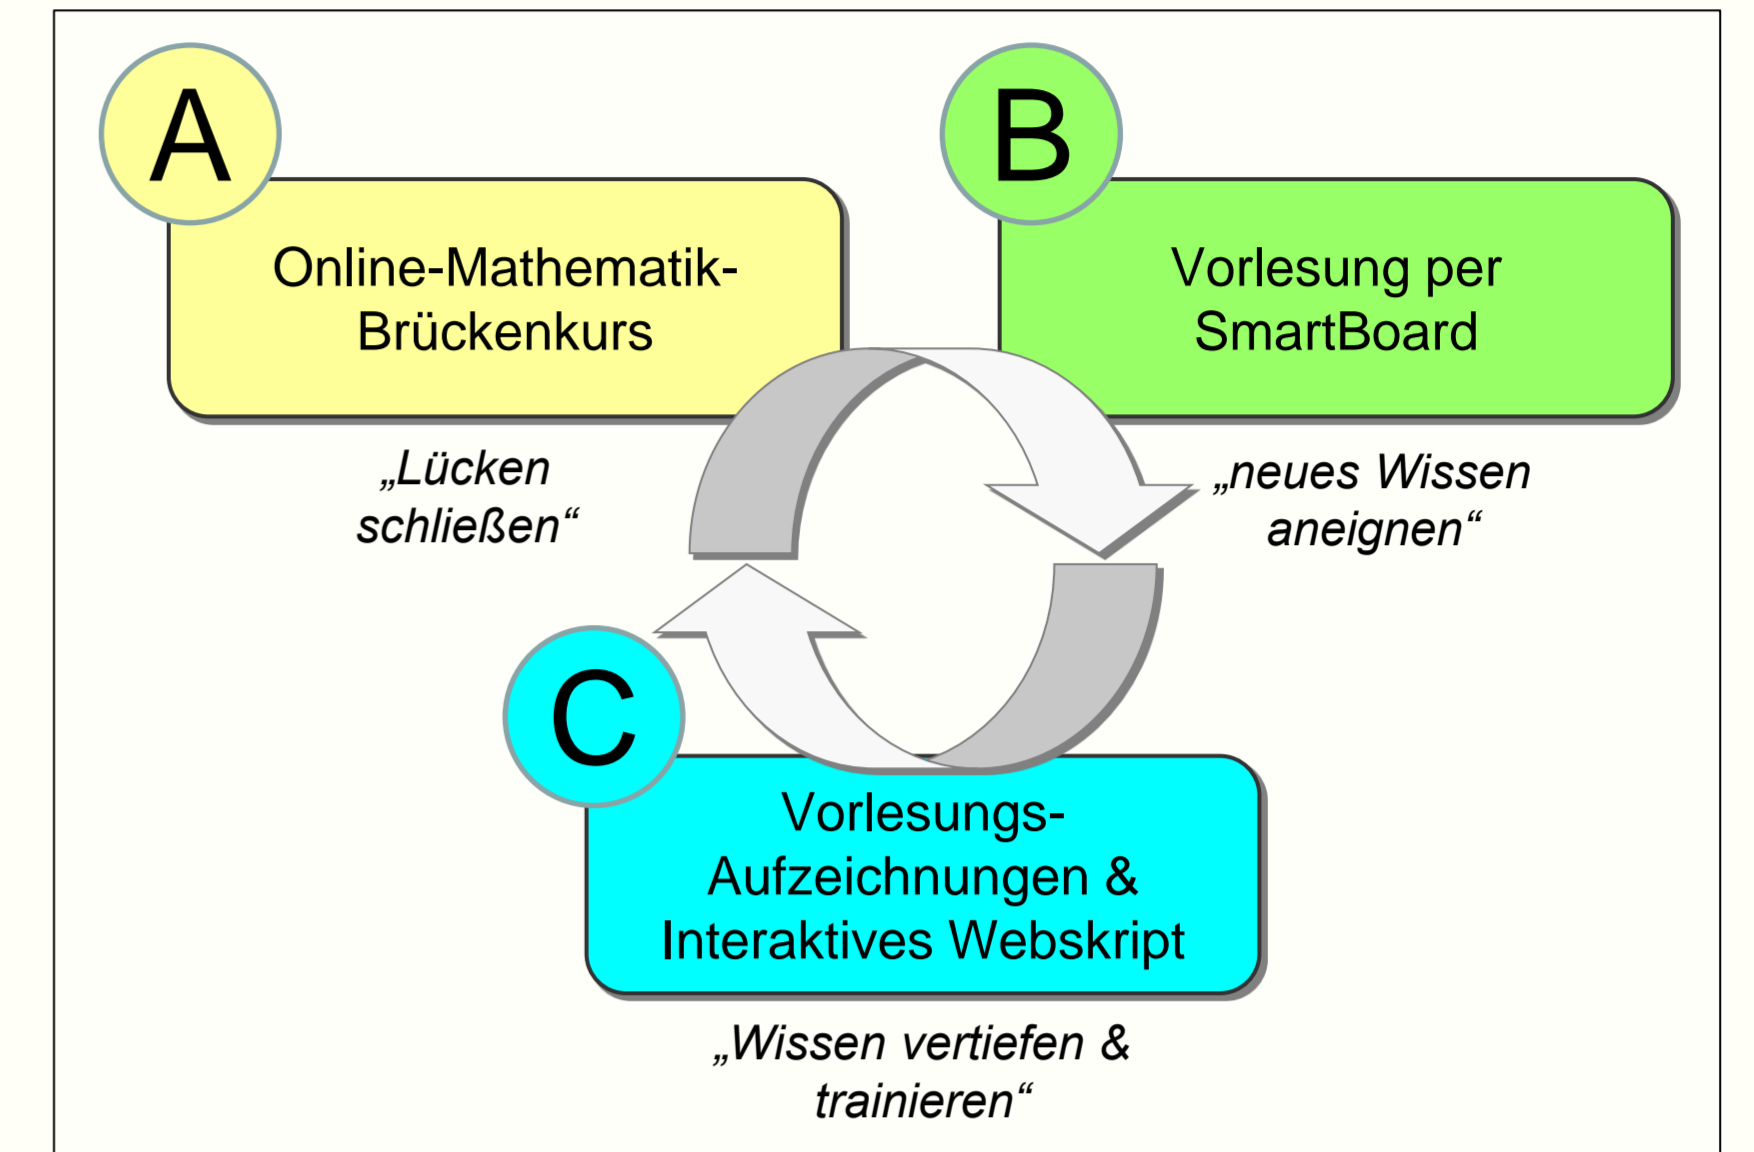 A
Online-Mathematik-
Brückenkurs
„Lücken
schließen“
B
Vorlesung per
SmartBoard
„neues Wissen
aneignen“
C
Vorlesungs-
Aufzeichnungen &
Interaktives Webskript
„Wissen vertiefen &
trainieren“